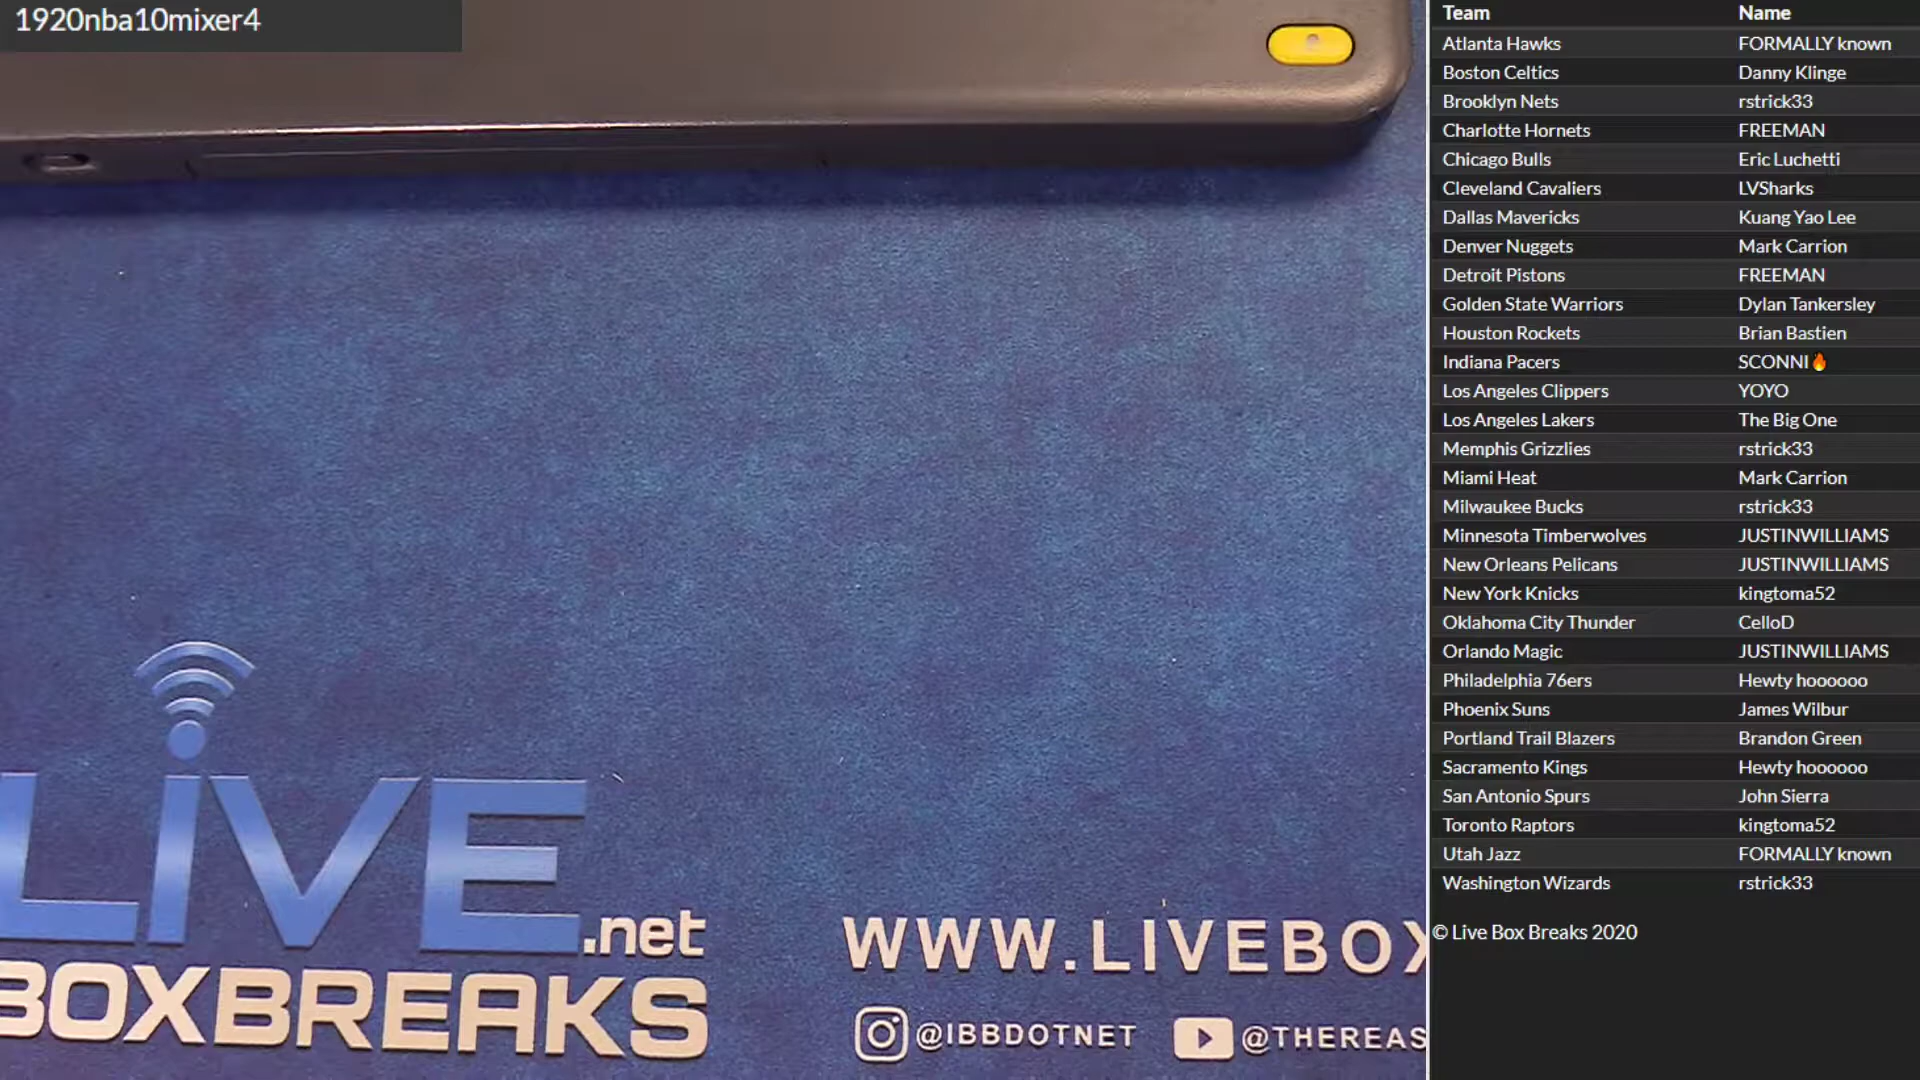 1920nba10mixer4
LiVE
.net
BOXBREAKS
WWW.LIVEBOX
@IBBDOTNET
@THEREAS
Team Name
Atlanta Hawks FORMALLY known
Boston Celtics Danny Klinge
Brooklyn Nets rstrick33
Charlotte Hornets FREEMAN
Chicago Bulls Eric Luchetti
Cleveland Cavaliers LVSharks
Dallas Mavericks Kuang Yao Lee
Denver Nuggets Mark Carrion
Detroit Pistons FREEMAN
Golden State Warriors Dylan Tankersley
Houston Rockets Brian Bastien
Indiana Pacers SCONNI🔥
Los Angeles Clippers YOYO
Los Angeles Lakers The Big One
Memphis Grizzlies rstrick33
Miami Heat Mark Carrion
Milwaukee Bucks rstrick33
Minnesota Timberwolves JUSTINWILLIAMS
New Orleans Pelicans JUSTINWILLIAMS
New York Knicks kingtoma52
Oklahoma City Thunder CelloD
Orlando Magic JUSTINWILLIAMS
Philadelphia 76ers Hewty hoooooo
Phoenix Suns James Wilbur
Portland Trail Blazers Brandon Green
Sacramento Kings Hewty hoooooo
San Antonio Spurs John Sierra
Toronto Raptors kingtoma52
Utah Jazz FORMALLY known
Washington Wizards rstrick33
© Live Box Breaks 2020